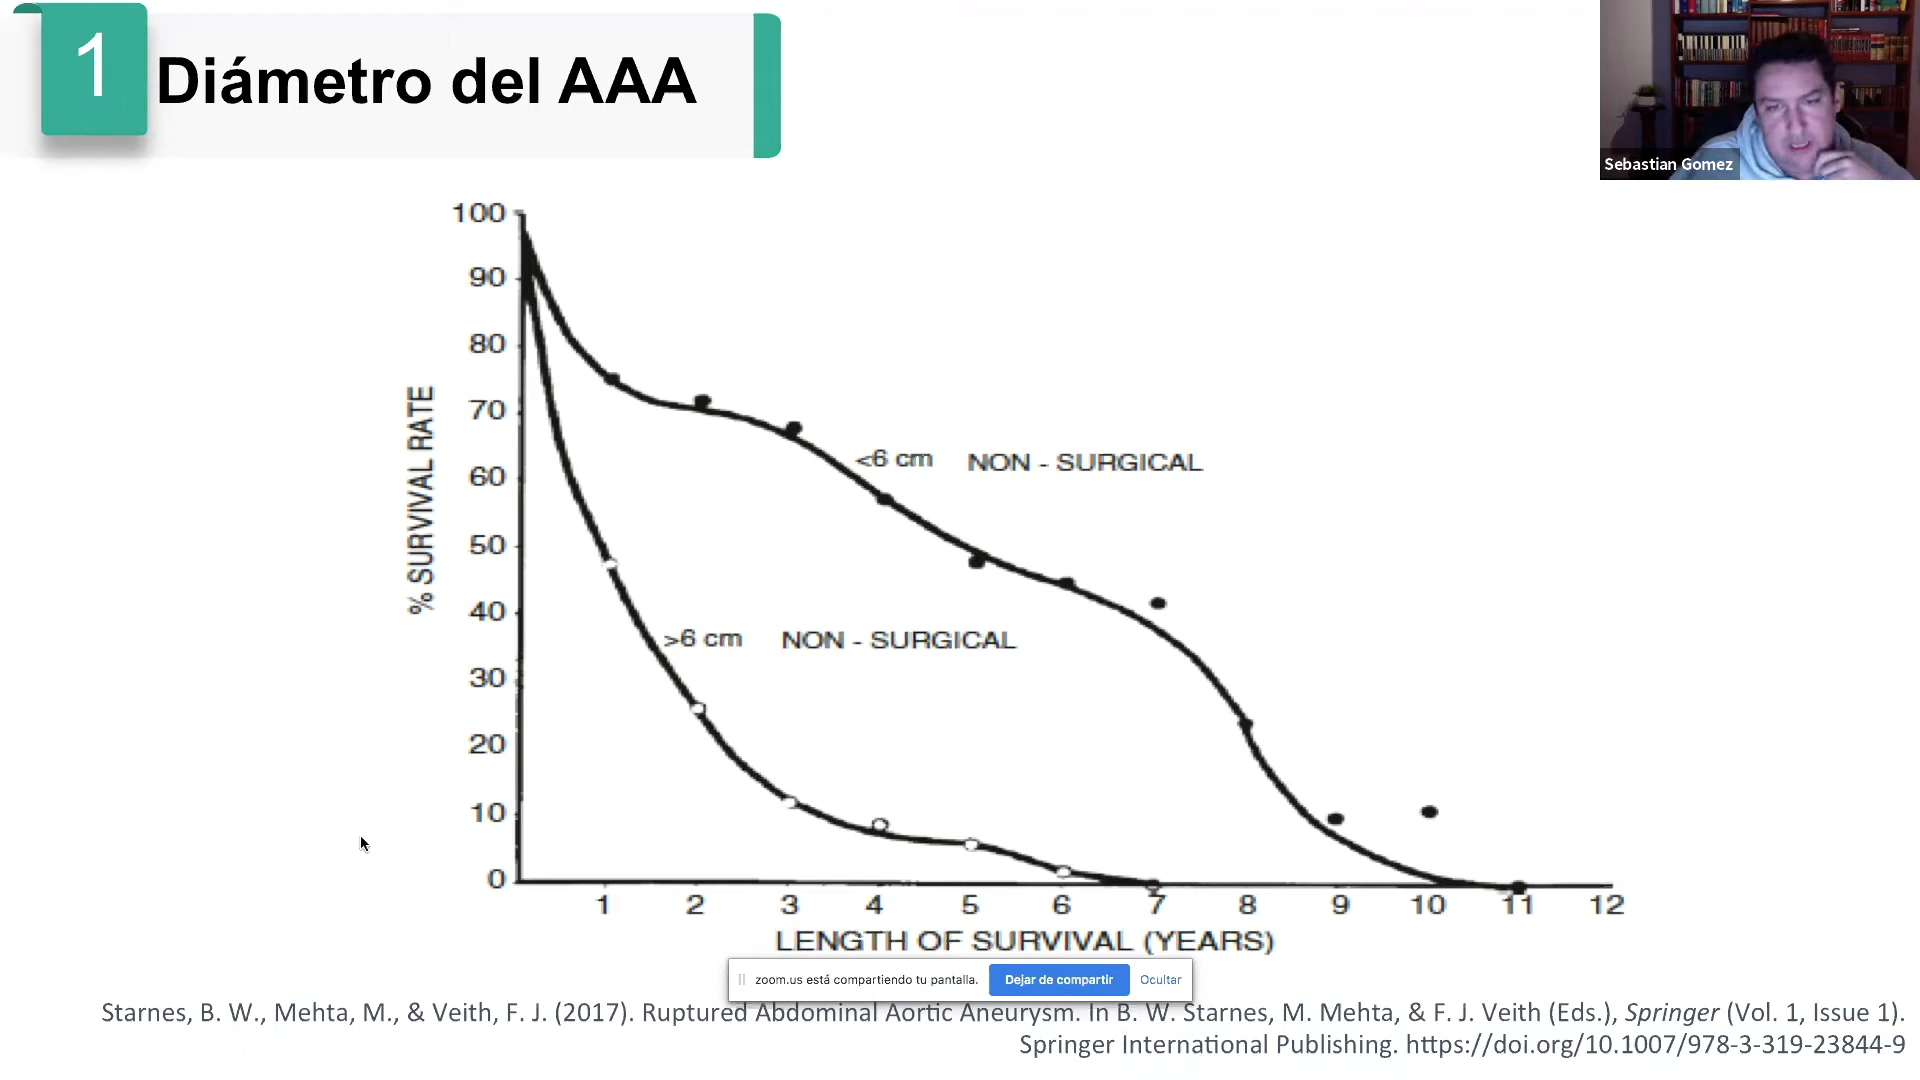 1
Diámetro del AAA
Sebastian Gomez
100
90
80
70
60
50
40
30
20
10
0
% SURVIVAL RATE
<6 cm NON - SURGICAL
>6 cm NON - SURGICAL
1 2 3 4 5 6 7 8 9 10 11 12
LENGTH OF SURVIVAL (YEARS)
zoom.us está compartiendo tu pantalla. Dejar de compartir Ocultar
Starnes, B. W., Mehta, M., & Veith, F. J. (2017). Ruptured Abdominal Aortic Aneurysm. In B. W. Starnes, M. Mehta, & F. J. Veith (Eds.), Springer (Vol. 1, Issue 1).
Springer International Publishing. https://doi.org/10.1007/978-3-319-23844-9